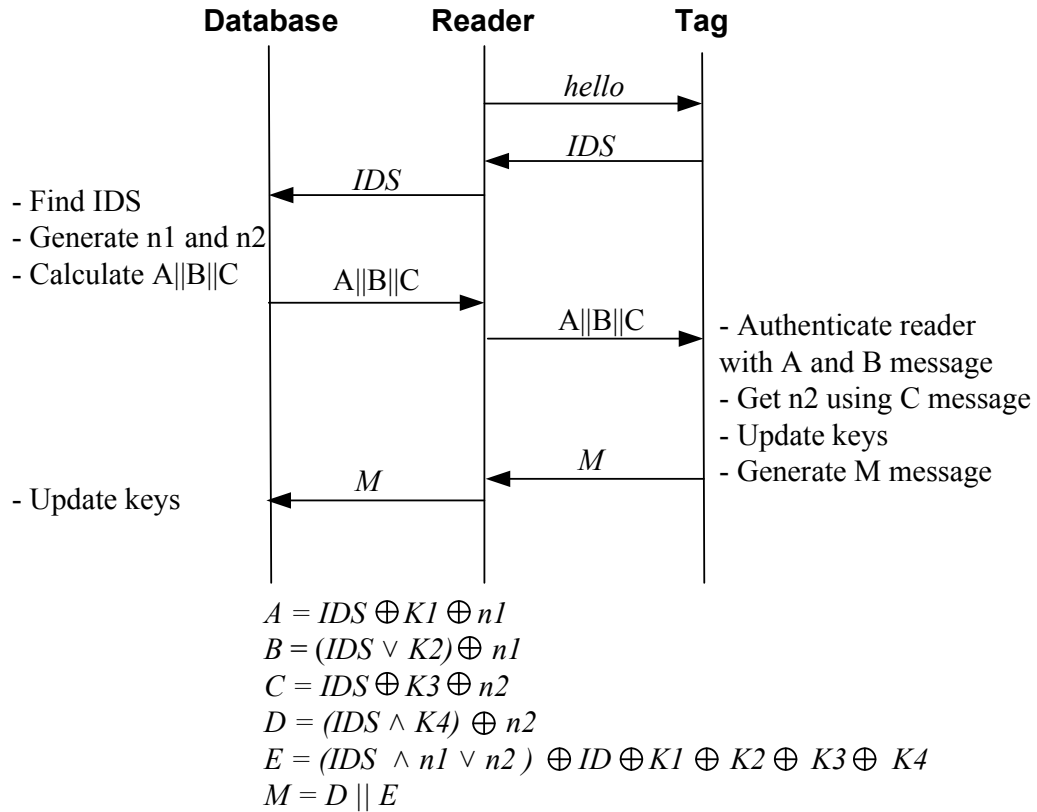 Database Reader Tag
hello
IDS
IDS
- Find IDS
- Generate n1 and n2
- Calculate A||B||C
A||B||C
A||B||C
- Authenticate reader
with A and B message
- Get n2 using C message
- Update keys
- Generate M message
M
M
- Update keys
A = IDS ⊕ K1 ⊕ n1
B = (IDS ∨ K2) ⊕ n1
C = IDS ⊕ K3 ⊕ n2
D = (IDS ∧ K4) ⊕ n2
E = (IDS ∧ n1 ∨ n2 ) ⊕ ID ⊕ K1 ⊕ K2 ⊕ K3 ⊕ K4
M = D || E